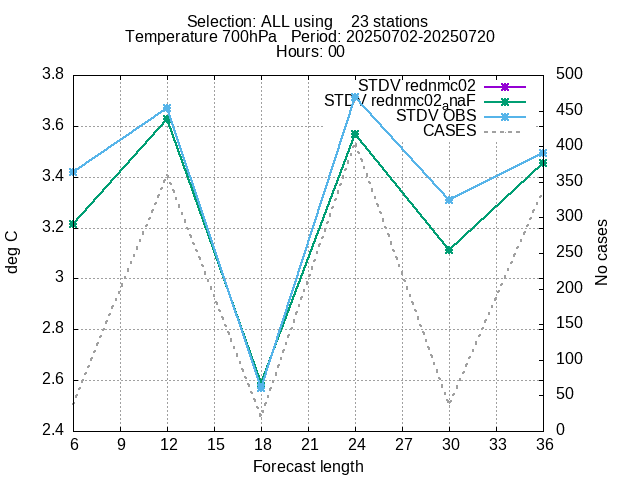 Selection: ALL using    23 stations
Temperature 700hPa   Period: 20250702-20250720
Hours: 00
STDV rednmc02
STDV rednmc02anaF
STDV OBS
CASES
3.8
3.6
3.4
3.2
3
2.8
2.6
2.4
500
450
400
350
300
250
200
150
100
50
0
deg C
No cases
6 9 12 15 18 21 24 27 30 33 36
Forecast length